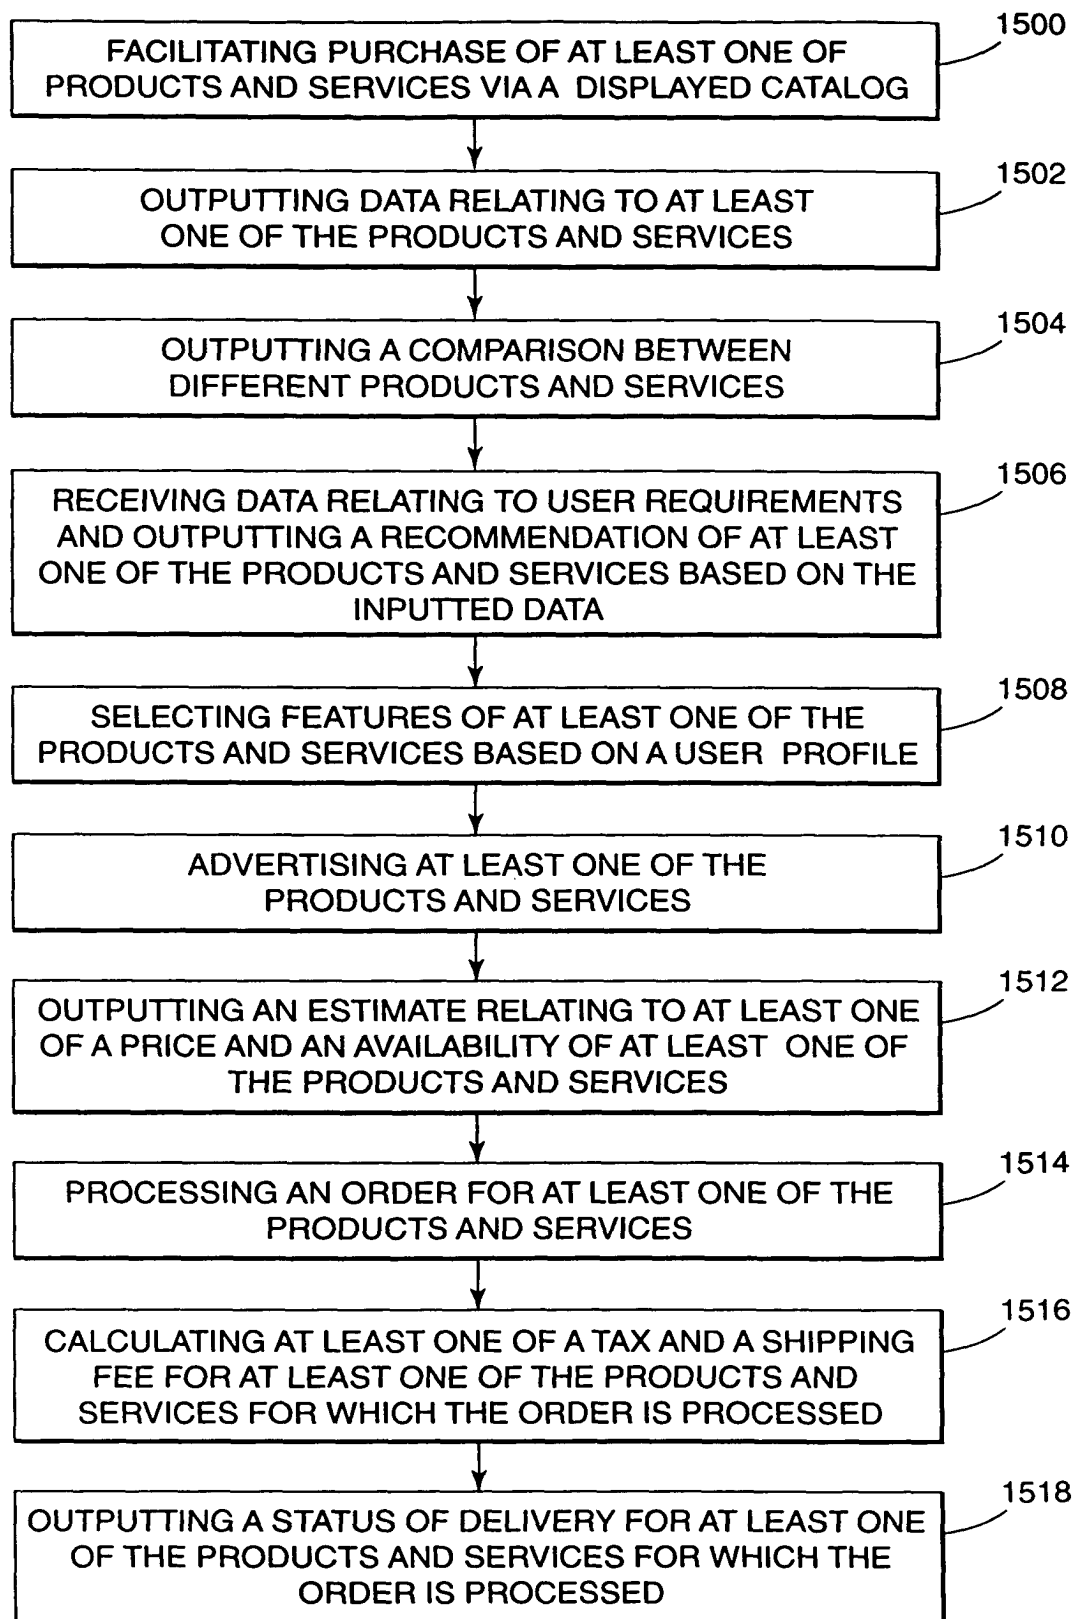 1500
FACILITATING PURCHASE OF AT LEAST ONE OF
PRODUCTS AND SERVICES VIA A DISPLAYED CATALOG
1502
OUTPUTTING DATA RELATING TO AT LEAST
ONE OF THE PRODUCTS AND SERVICES
1504
OUTPUTTING A COMPARISON BETWEEN
DIFFERENT PRODUCTS AND SERVICES
1506
RECEIVING DATA RELATING TO USER REQUIREMENTS
AND OUTPUTTING A RECOMMENDATION OF AT LEAST
ONE OF THE PRODUCTS AND SERVICES BASED ON THE
INPUTTED DATA
1508
SELECTING FEATURES OF AT LEAST ONE OF THE
PRODUCTS AND SERVICES BASED ON A USER PROFILE
1510
ADVERTISING AT LEAST ONE OF THE
PRODUCTS AND SERVICES
1512
OUTPUTTING AN ESTIMATE RELATING TO AT LEAST ONE
OF A PRICE AND AN AVAILABILITY OF AT LEAST ONE OF
THE PRODUCTS AND SERVICES
1514
PROCESSING AN ORDER FOR AT LEAST ONE OF THE
PRODUCTS AND SERVICES
1516
CALCULATING AT LEAST ONE OF A TAX AND A SHIPPING
FEE FOR AT LEAST ONE OF THE PRODUCTS AND
SERVICES FOR WHICH THE ORDER IS PROCESSED
1518
OUTPUTTING A STATUS OF DELIVERY FOR AT LEAST ONE
OF THE PRODUCTS AND SERVICES FOR WHICH THE
ORDER IS PROCESSED